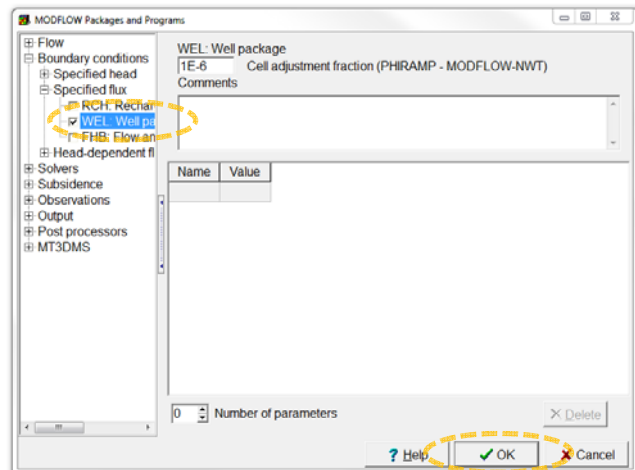 MODFLOW Packages and Programs
Flow
Boundary conditions
Specified head
Specified flux
RCH: Rechar
WEL: Well pa
FHB: Flow an
Head-dependent fl
Solvers
Subsidence
Observations
Output
Post processors
MT3DMS
WEL: Well package
1E-6 Cell adjustment fraction (PHIRAMP - MODFLOW-NWT)
Comments
Name Value
0 Number of parameters
Delete
? Help
OK
Cancel